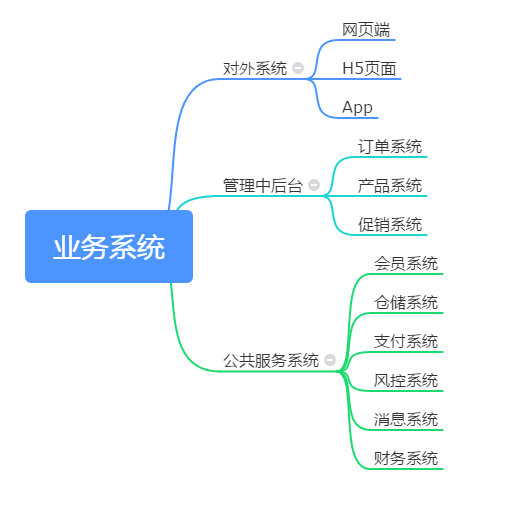 业务系统
对外系统
网页端
H5页面
App
管理中后台
订单系统
产品系统
促销系统
公共服务系统
会员系统
仓储系统
支付系统
风控系统
消息系统
财务系统